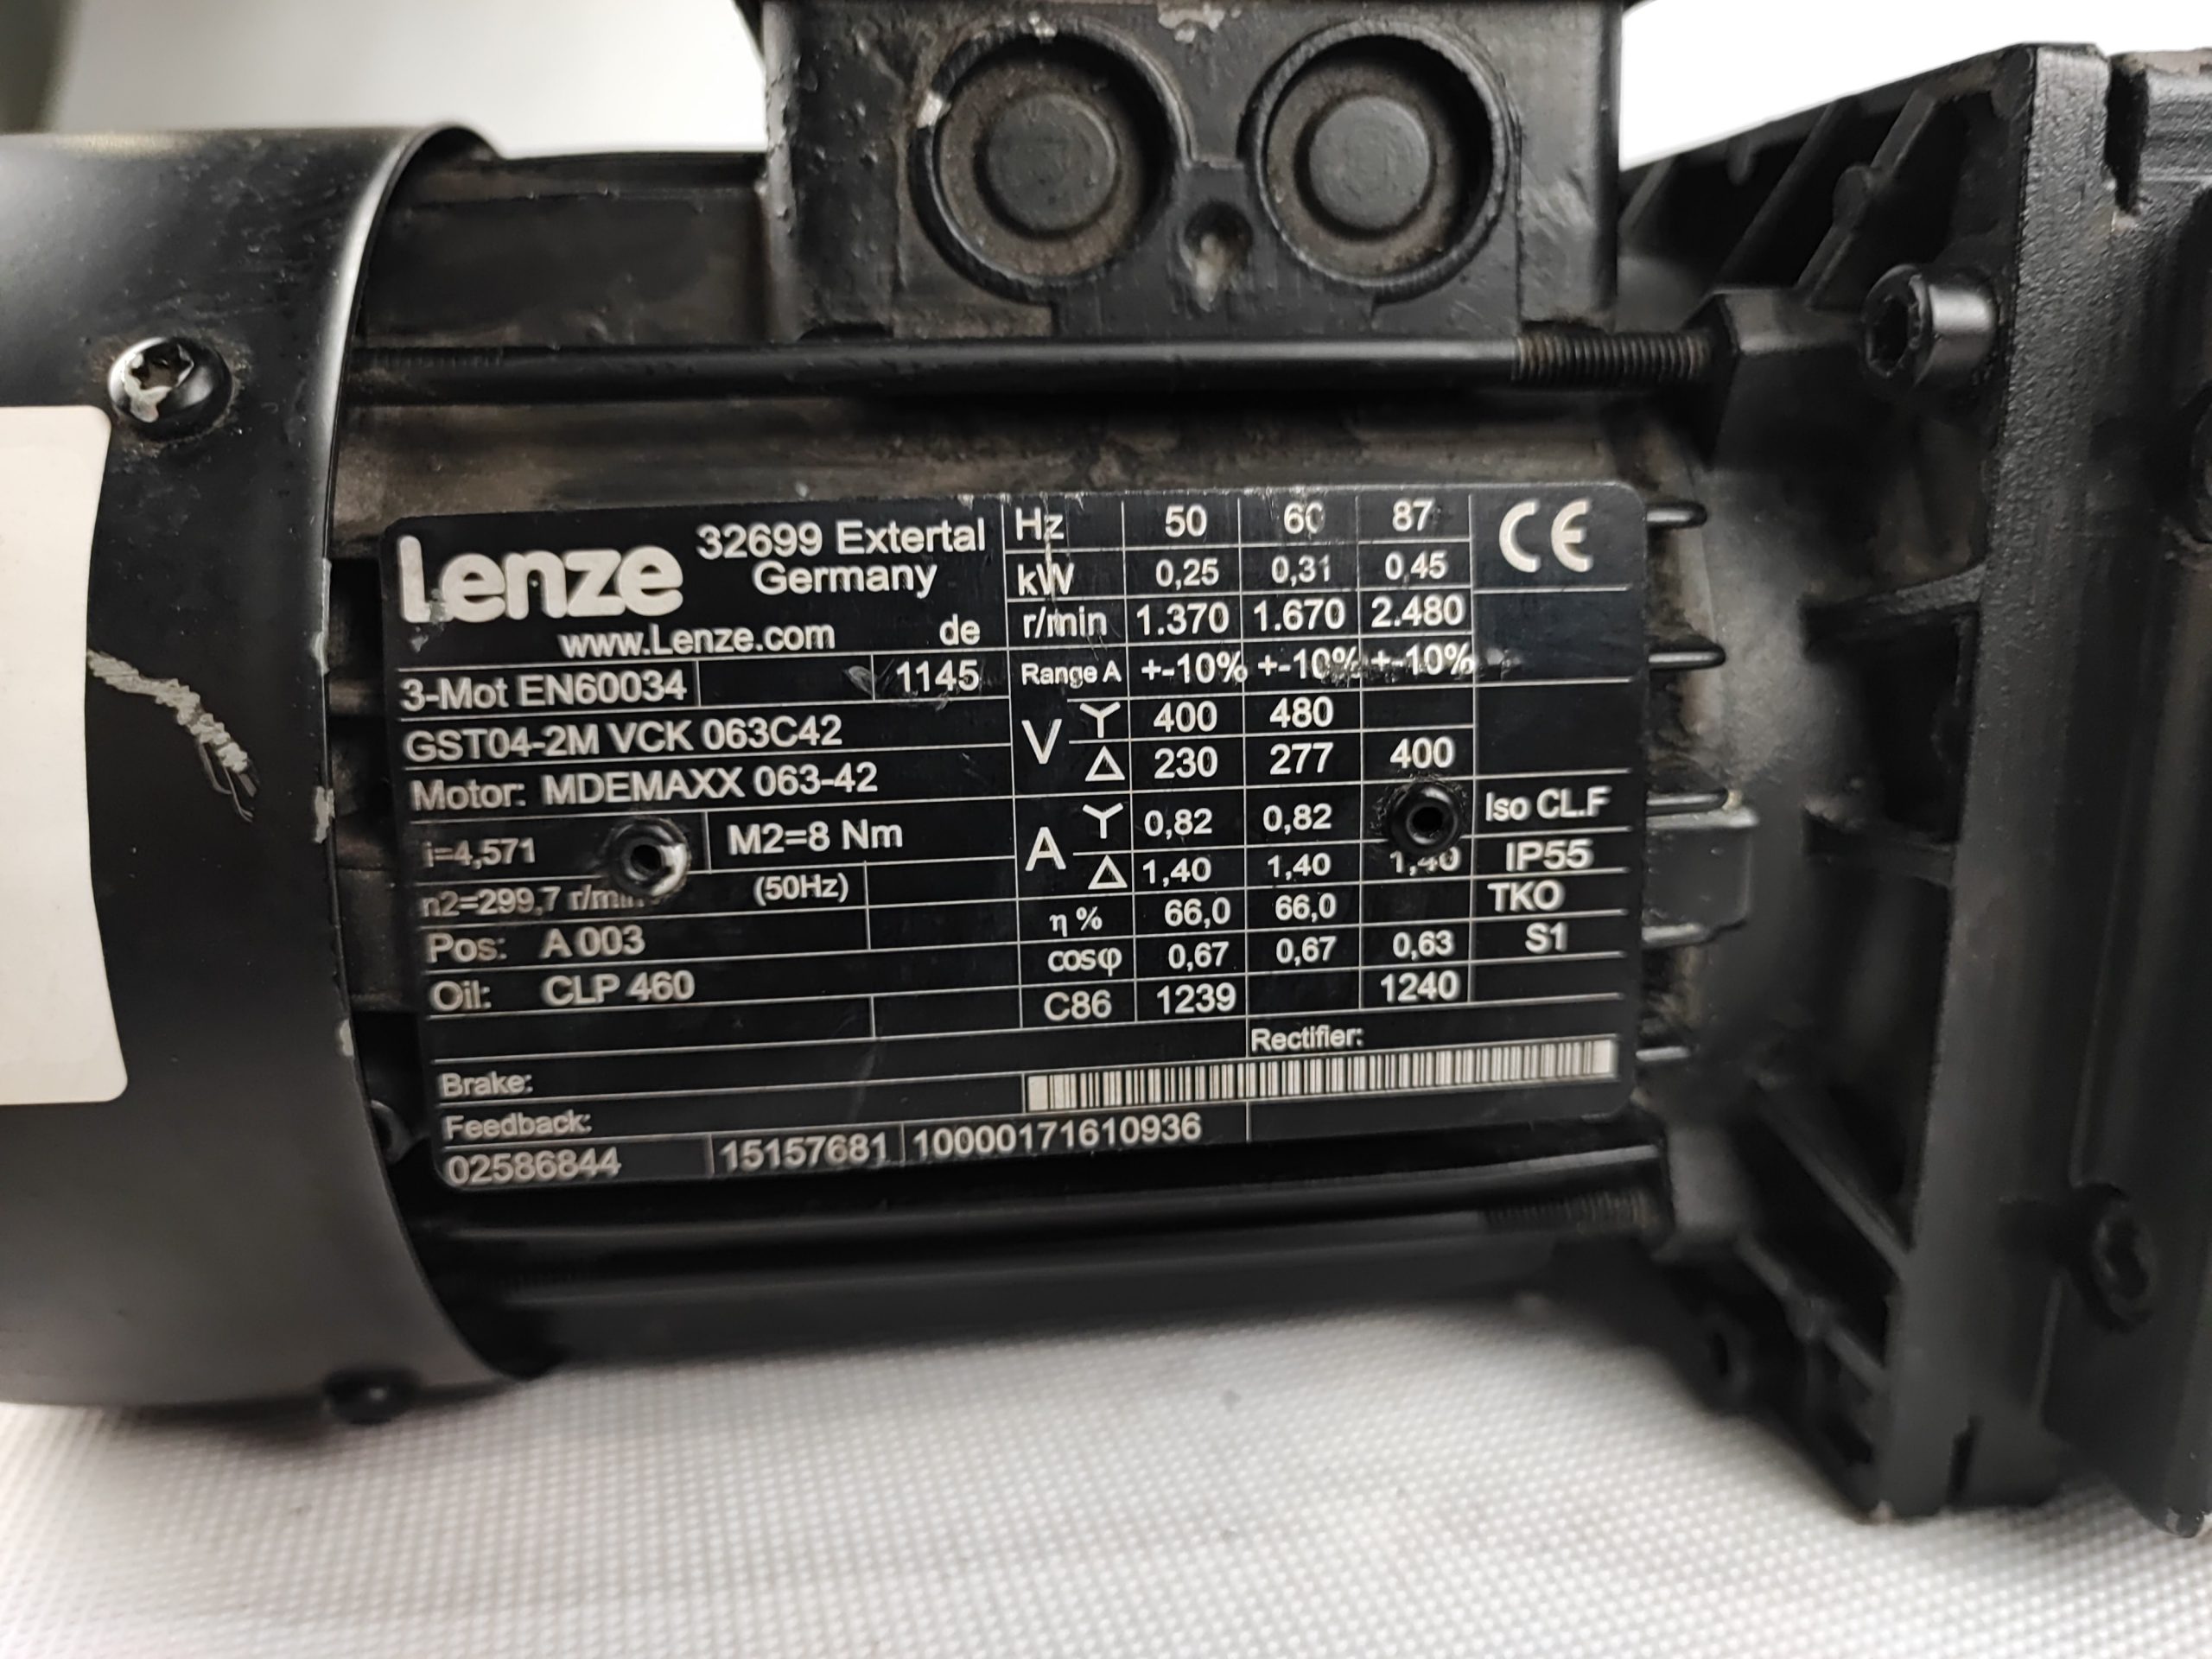 Lenze 32699 Extertal
Germany
www.Lenze.com de
3-Mot EN60034 1145
GST04-2M VCK 063C42
Motor: MDEMAXX 063-42
i=4,571 M2=8 Nm
n2=299,7 (50Hz)
Pos: A 003
Oil: CLP 460
Brake:
Feedback:
02586844 15157681 10000171610936
Hz 50 60 87
kW 0,25 0,31 0,45
r/min 1.370 1.670 2.480
Range A +-10% +-10% +-10%
V Y 400 480
Δ 230 277 400
A Y 0,82 0,82
Δ 1,40 1,40 1,40
η % 66,0 66,0
cosφ 0,67 0,67 0,63
C86 1239 1240
Rectifier:
CE
Iso CL.F
IP55
TKO
S1